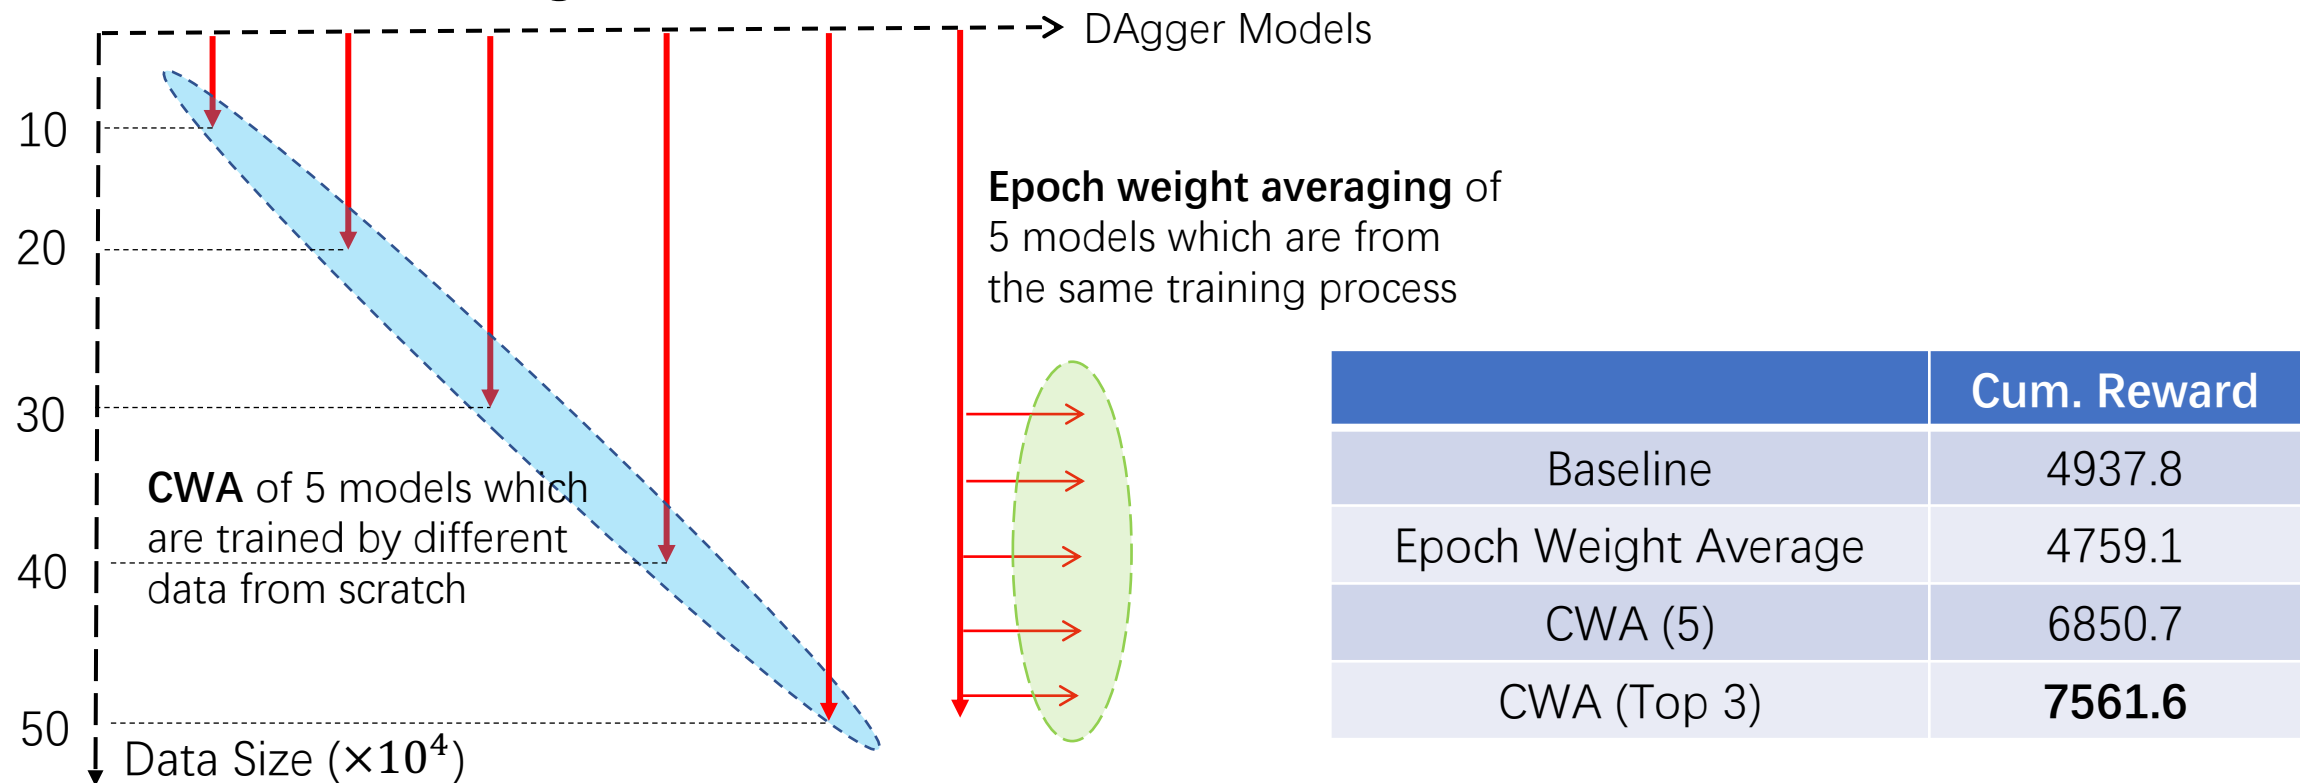 DAgger Models
10
20
30
40
50
Data Size (×10⁴)
CWA of 5 models which
are trained by different
data from scratch
Epoch weight averaging of
5 models which are from
the same training process
Cum. Reward
Baseline 4937.8
Epoch Weight Average 4759.1
CWA (5) 6850.7
CWA (Top 3) 7561.6